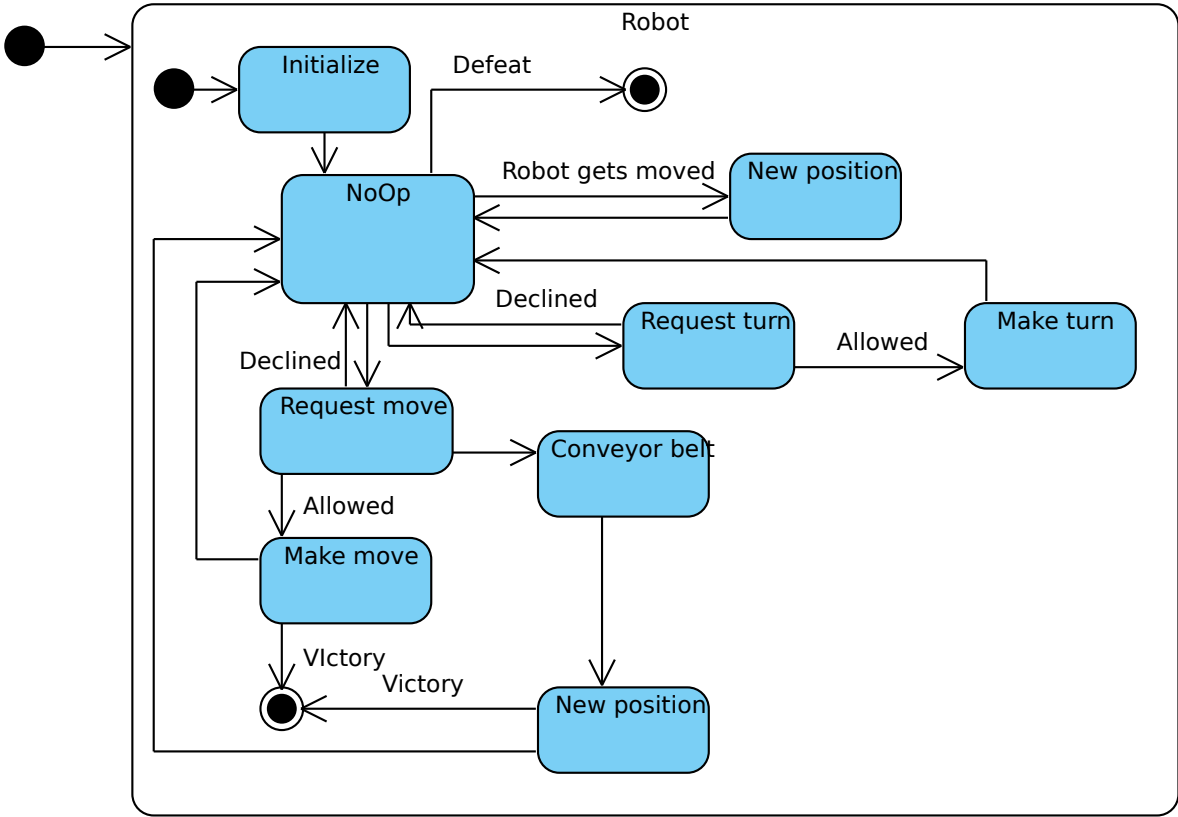 Robot
Initialize
Defeat
NoOp
Robot gets moved
New position
Declined
Request turn
Allowed
Make turn
Declined
Request move
Conveyor belt
Allowed
Make move
VIctory
Victory
New position